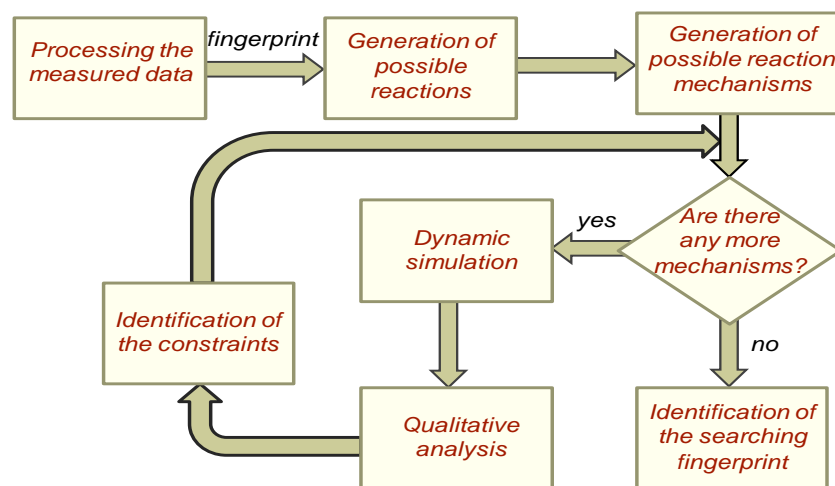 Processing the
measured data
fingerprint
Generation of
possible
reactions
Generation of
possible reaction
mechanisms
Are there
any more
mechanisms?
yes
Dynamic
simulation
Identification of
the constraints
no
Qualitative
analysis
Identification of
the searching
fingerprint